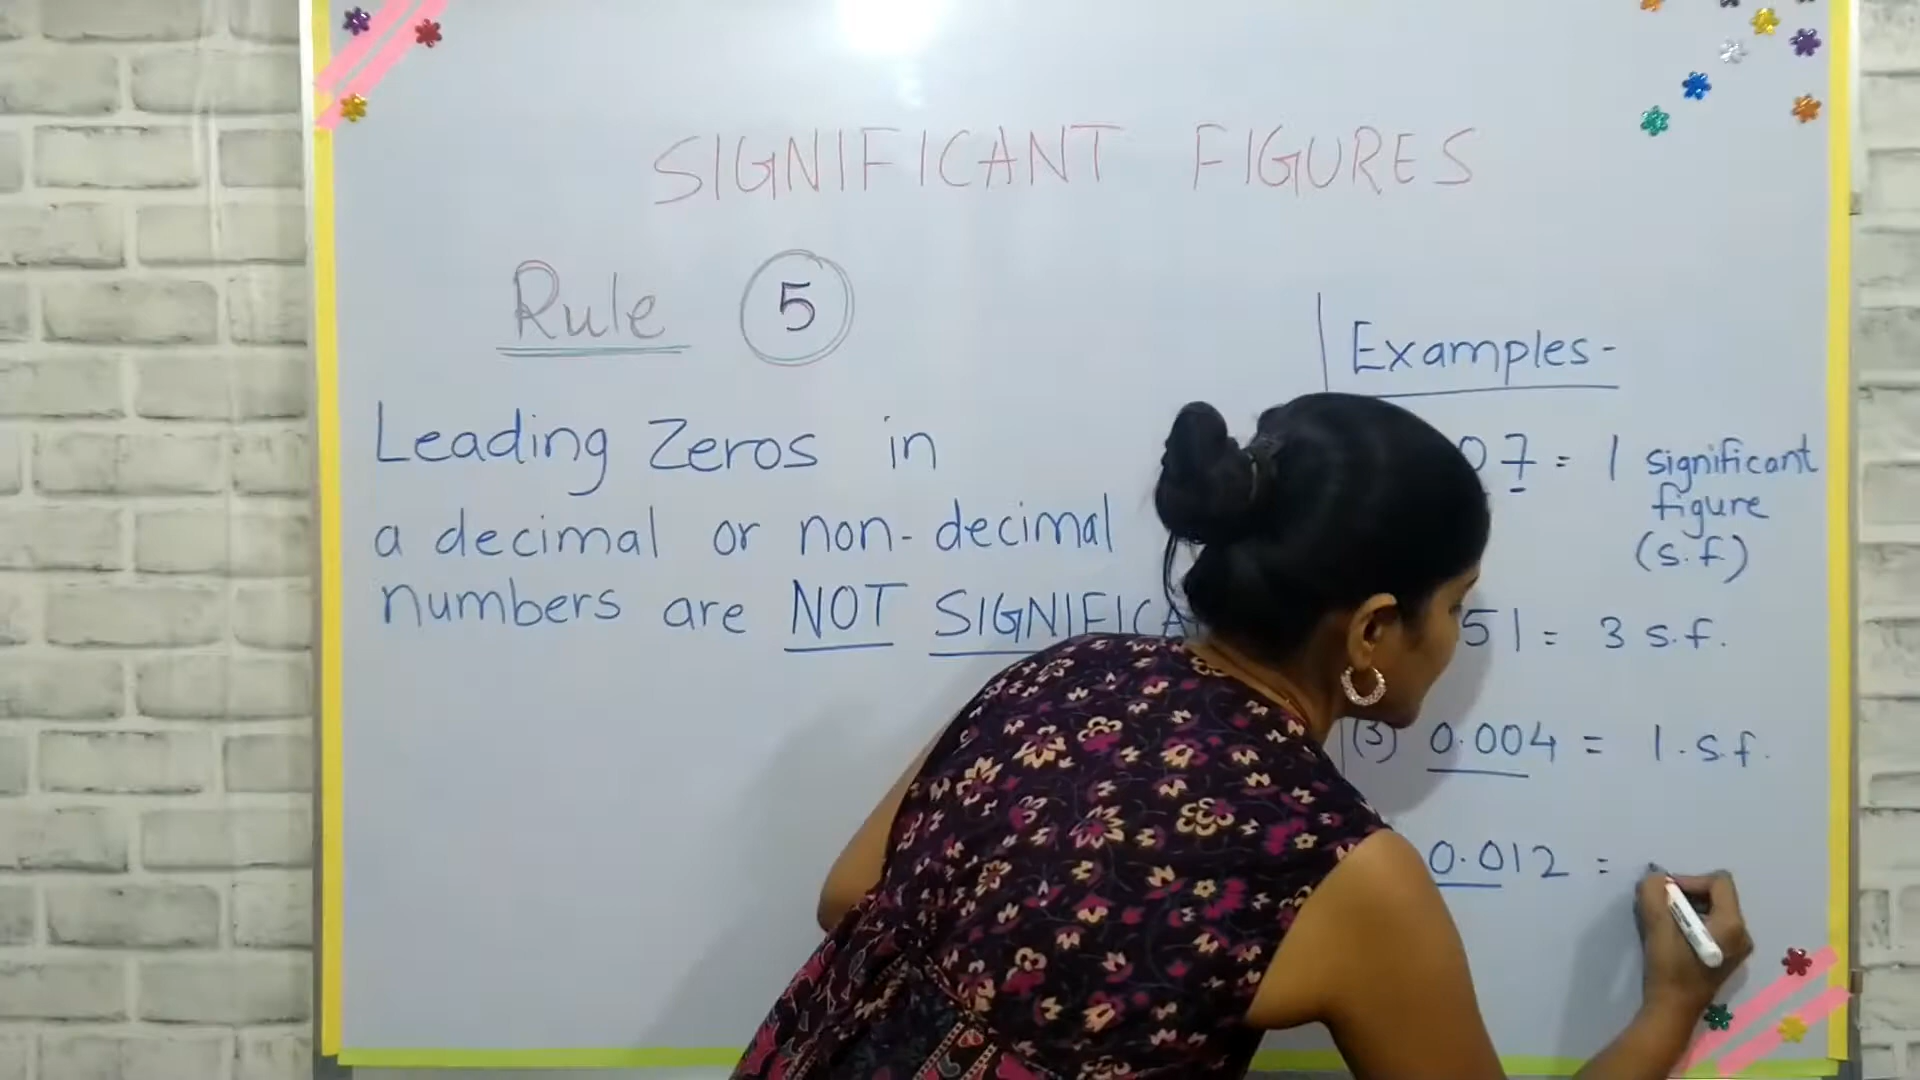 SIGNIFICANT FIGURES
Rule 5
Leading Zeros in
a decimal or non-decimal
numbers are NOT
Examples-
07 = 1 significant
figure
(s.f)
51 = 3 s.f.
(3) 0.004 = 1.s.f.
0.012 =